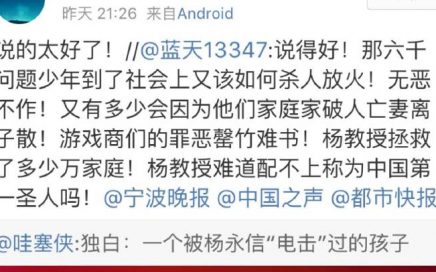 昨天 21:26 来自Android
说的太好了！//@蓝天13347:说得好！那六千
问题少年到了社会上又该如何杀人放火！无恶
不作！又有多少会因为他们家庭家破人亡妻离
子散！游戏商们的罪恶罄竹难书！杨教授拯救
了多少万家庭！杨教授难道配不上称为中国第
一圣人吗！@宁波晚报 @中国之声 @都市快报
@哇塞侠:独白：一个被杨永信“电击”过的孩子